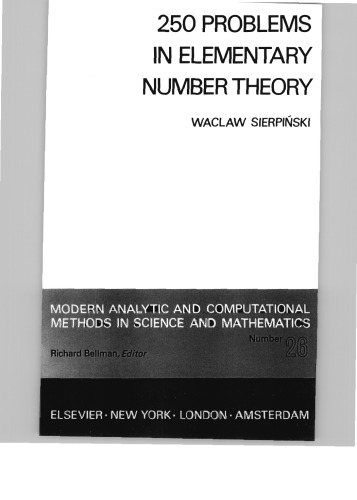 250 PROBLEMS
IN ELEMENTARY
NUMBER THEORY
WACLAW SIERPIŃSKI
MODERN ANALYTIC AND COMPUTATIONAL
METHODS IN SCIENCE AND MATHEMATICS
Number 26
Richard Bellman, Editor
ELSEVIER · NEW YORK · LONDON · AMSTERDAM